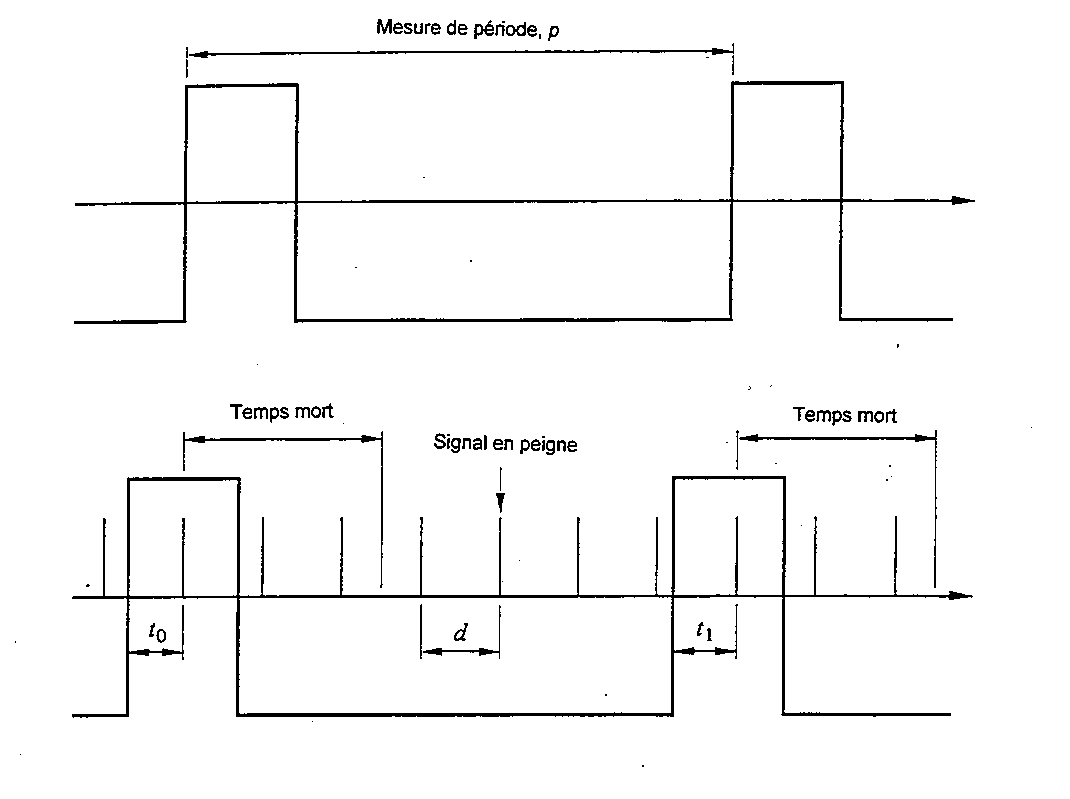 Mesure de période, p
Temps mort
Signal en peigne
Temps mort
t0
d
t1